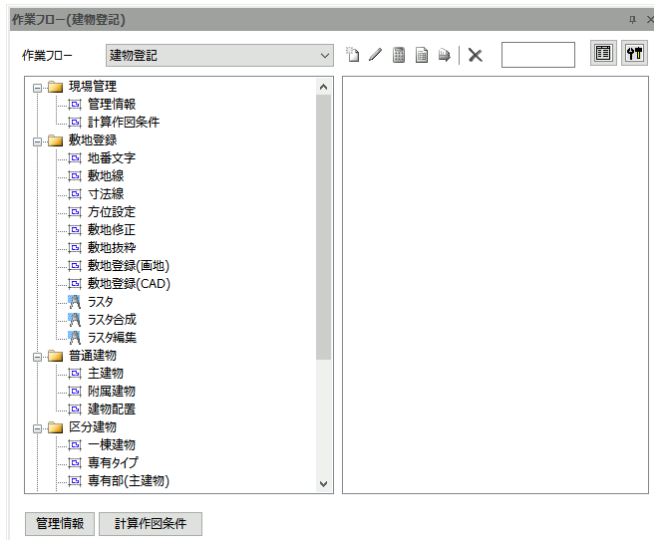 作業フロー(建物登記)
作業フロー 建物登記
現場管理
管理情報
計算作図条件
敷地登録
地番文字
敷地線
寸法線
方位設定
敷地修正
敷地抜粋
敷地登録(画地)
敷地登録(CAD)
ラスタ
ラスタ合成
ラスタ編集
普通建物
主建物
附属建物
建物配置
区分建物
一棟建物
専有タイプ
専有部(主建物)
管理情報 計算作図条件